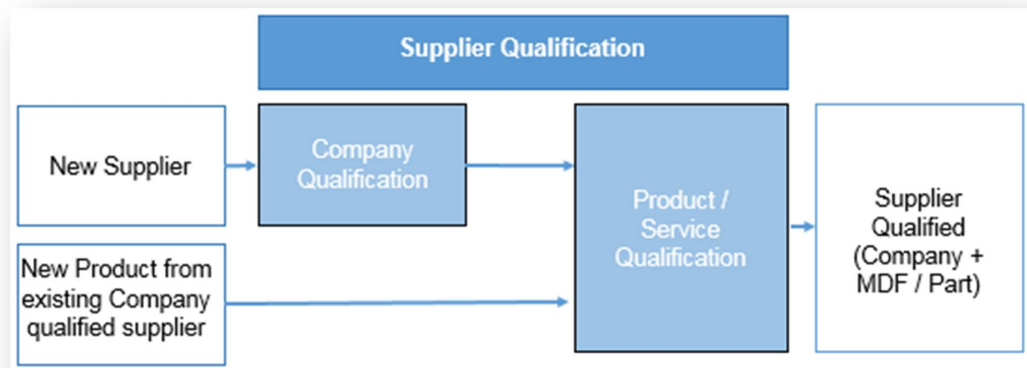 Supplier Qualification
New Supplier
Company
Qualification
Product /
Service
Qualification
Supplier
Qualified
(Company +
MDF / Part)
New Product from
existing Company
qualified supplier